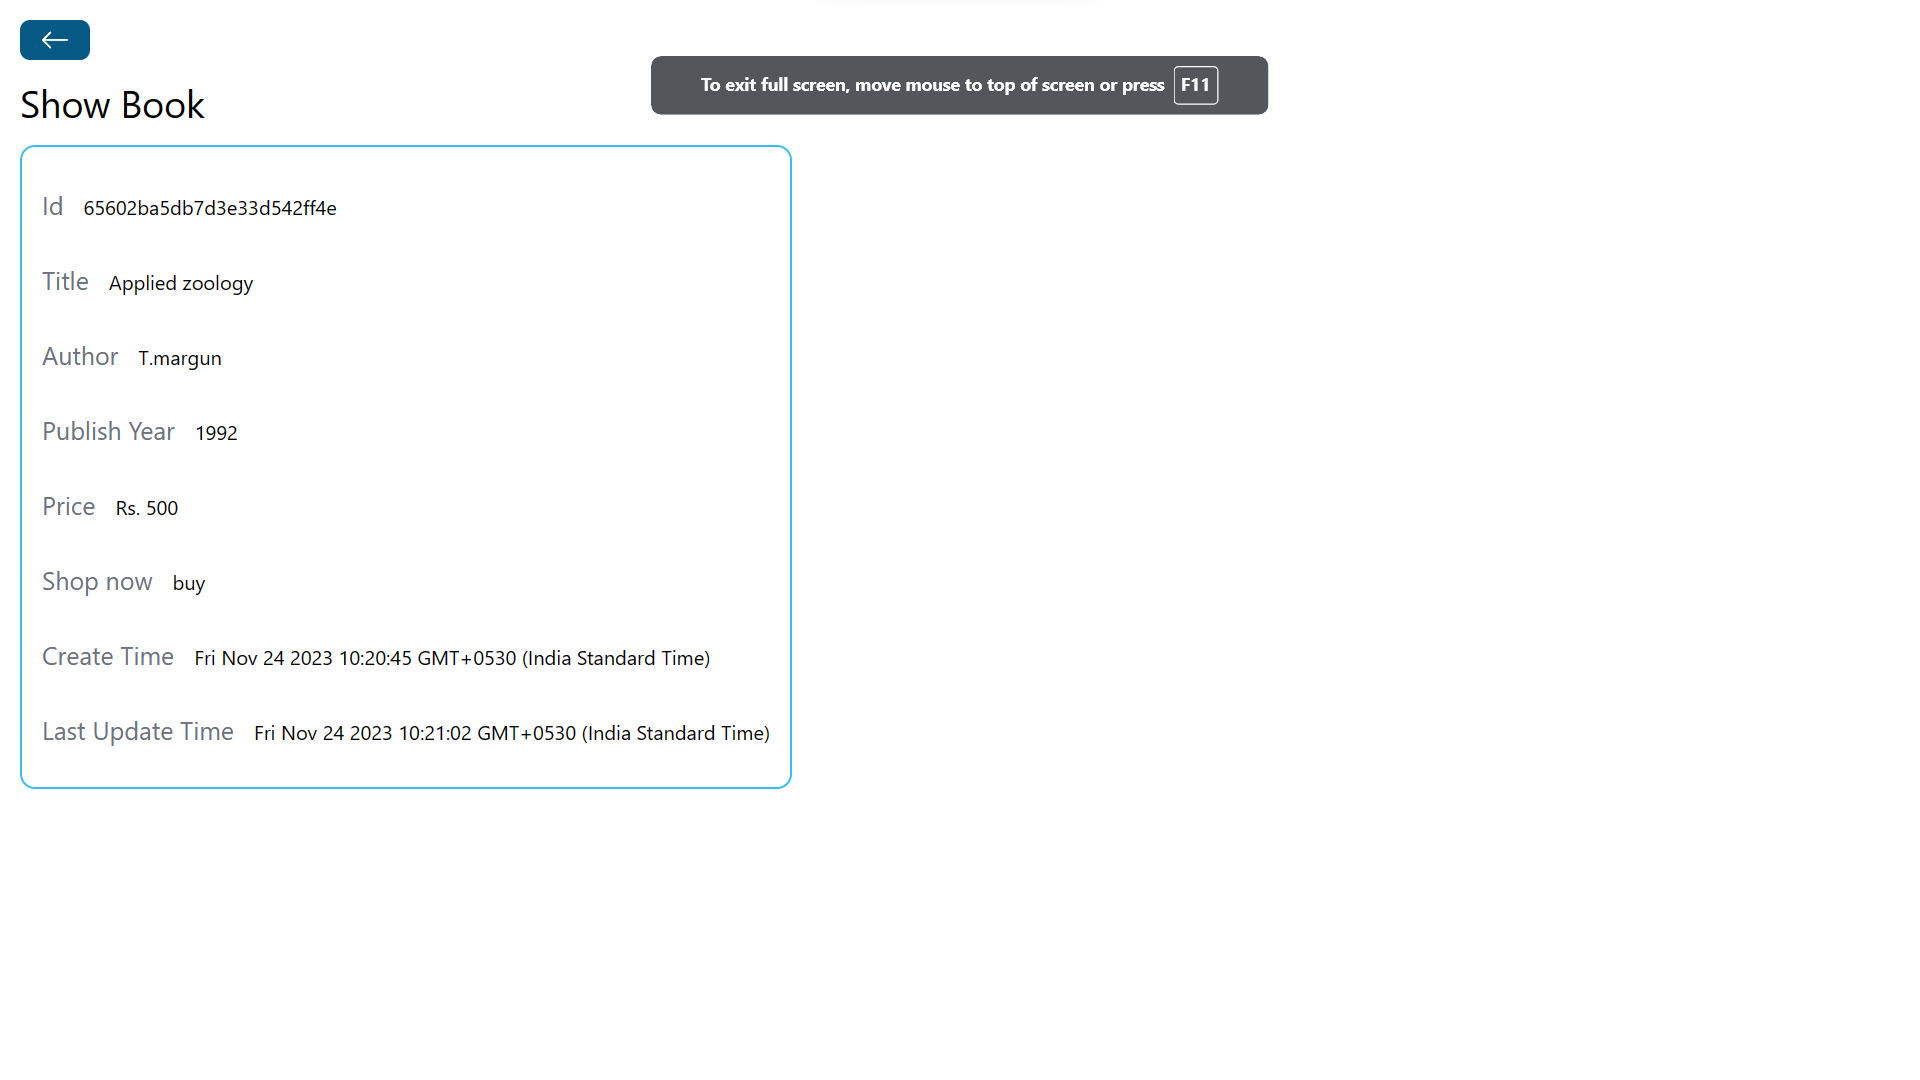 To exit full screen, move mouse to top of screen or press F11
Show Book
Id 65602ba5db7d3e33d542ff4e
Title Applied zoology
Author T.margun
Publish Year 1992
Price Rs. 500
Shop now buy
Create Time Fri Nov 24 2023 10:20:45 GMT+0530 (India Standard Time)
Last Update Time Fri Nov 24 2023 10:21:02 GMT+0530 (India Standard Time)